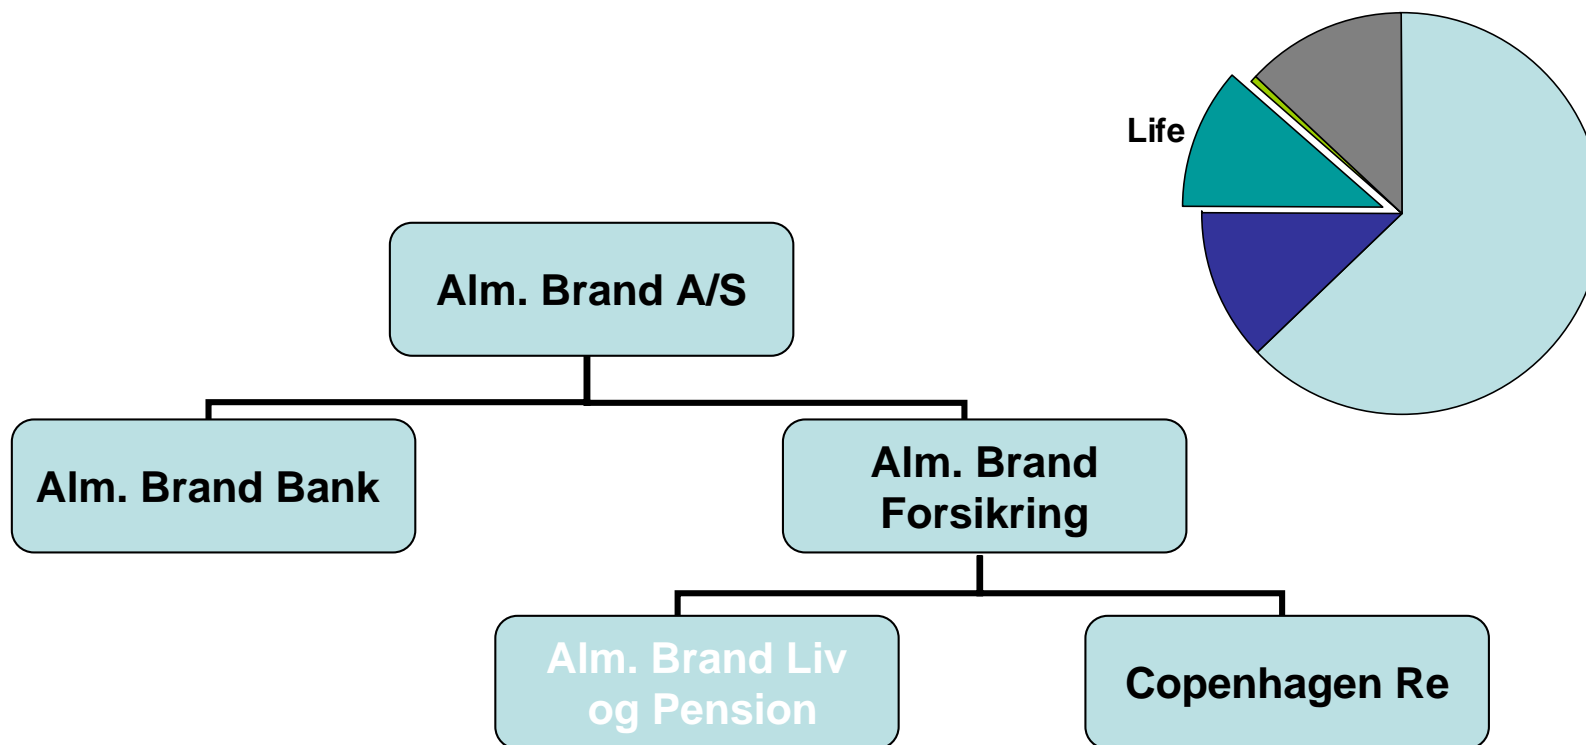 Life
Alm. Brand A/S
Alm. Brand Bank
Alm. Brand
Forsikring
Alm. Brand Liv
og Pension
Copenhagen Re